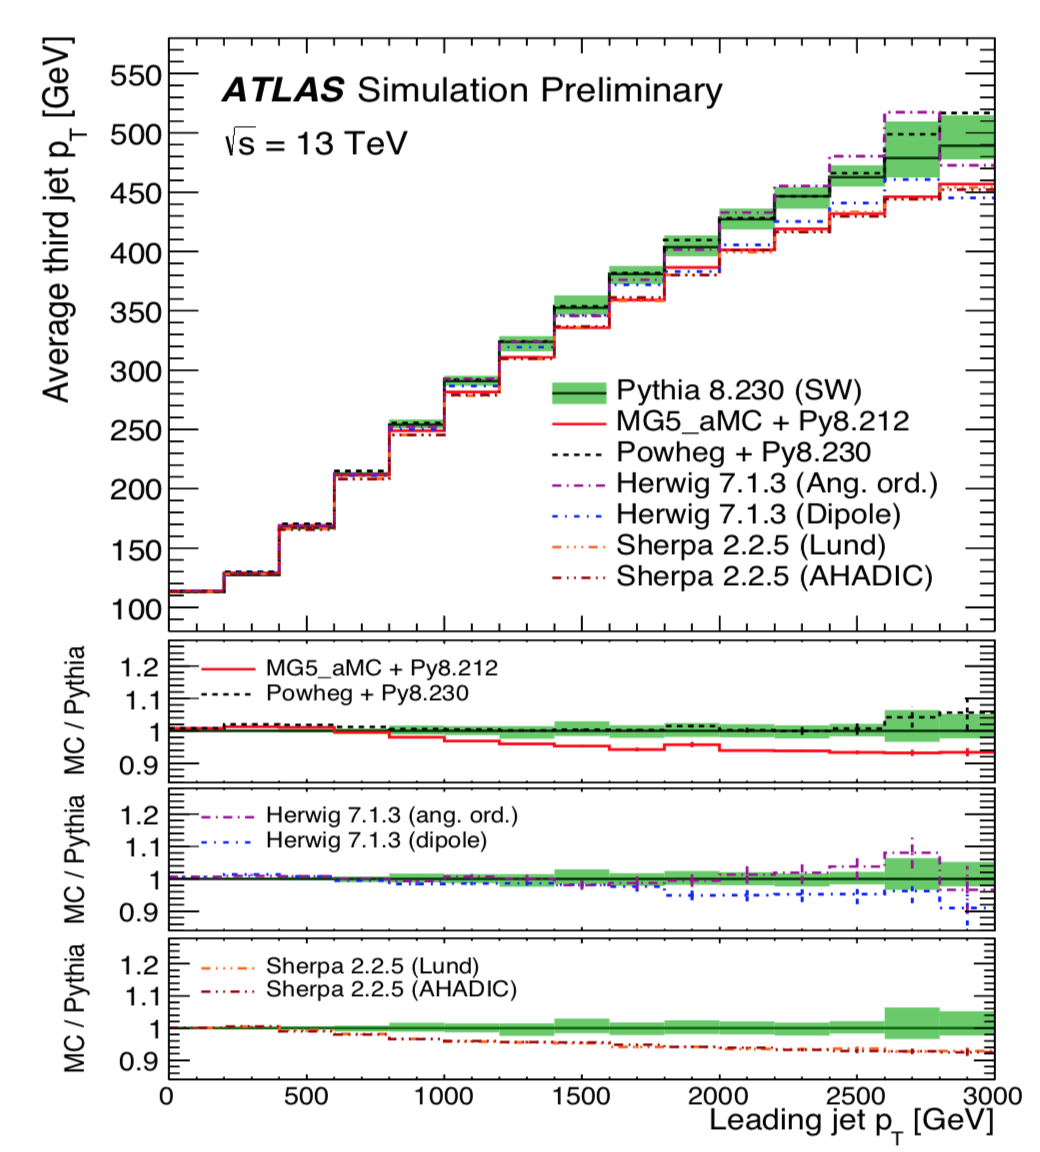 Average third jet p_T [GeV]
550
500
450
400
350
300
250
200
150
100
ATLAS Simulation Preliminary
√s = 13 TeV
Pythia 8.230 (SW)
MG5_aMC + Py8.212
Powheg + Py8.230
Herwig 7.1.3 (Ang. ord.)
Herwig 7.1.3 (Dipole)
Sherpa 2.2.5 (Lund)
Sherpa 2.2.5 (AHADIC)
MC / Pythia
1.2
1.1
1
0.9
MG5_aMC + Py8.212
Powheg + Py8.230
MC / Pythia
1.2
1.1
1
0.9
Herwig 7.1.3 (ang. ord.)
Herwig 7.1.3 (dipole)
MC / Pythia
1.2
1.1
1
0.9
Sherpa 2.2.5 (Lund)
Sherpa 2.2.5 (AHADIC)
0 500 1000 1500 2000 2500 3000
Leading jet p_T [GeV]